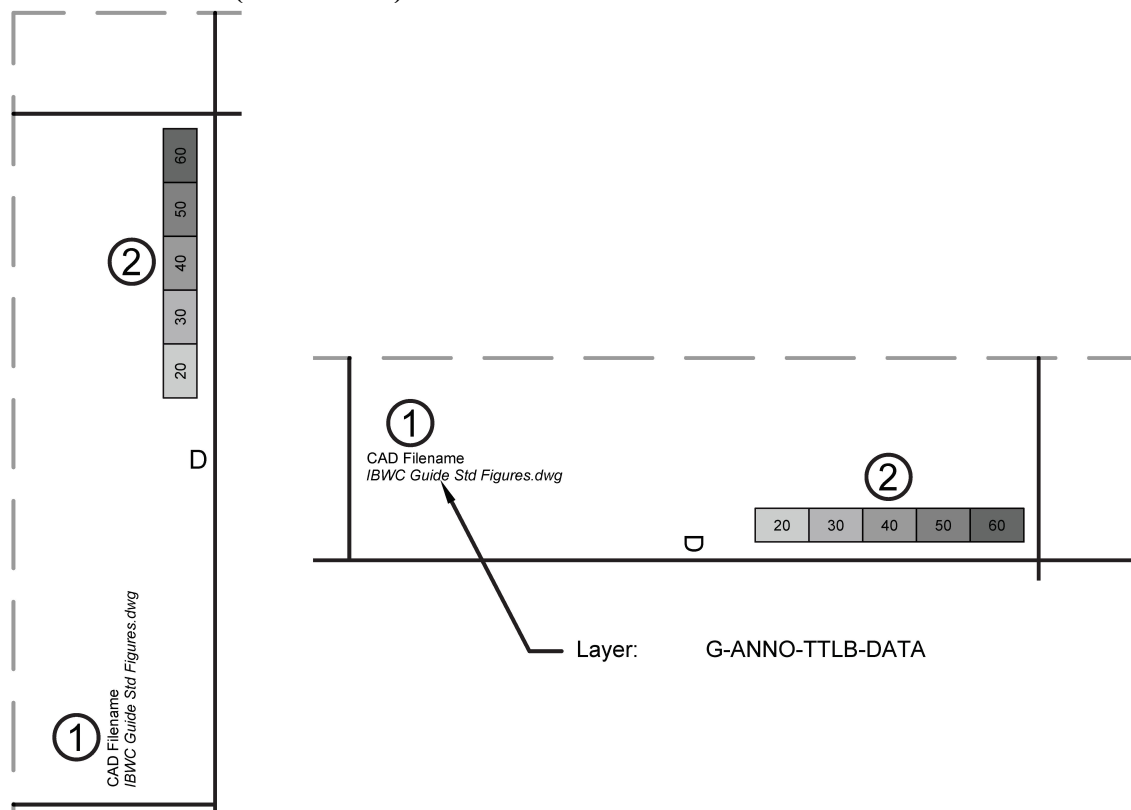 60
50
②
40
30
20
D
①
CAD Filename
IBWC Guide Std Figures.dwg
①
CAD Filename
IBWC Guide Std Figures.dwg
②
20 30 40 50 60
D
Layer: G-ANNO-TTLB-DATA